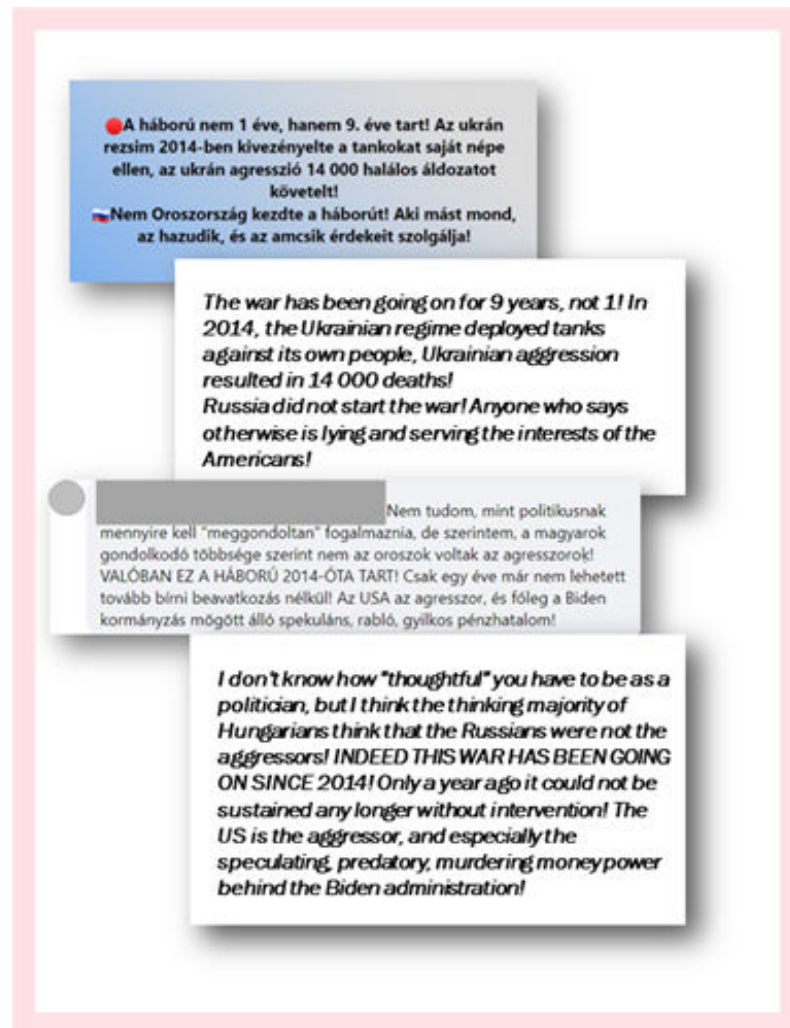 🔴A háború nem 1 éve, hanem 9. éve tart! Az ukrán
rezsim 2014-ben kivezényelte a tankokat saját népe
ellen, az ukrán agresszió 14 000 halálos áldozatot
követelt!
🇷🇺Nem Oroszország kezdte a háborút! Aki mást mond,
az hazudik, és az amcsik érdekeit szolgálja!
The war has been going on for 9 years, not 1! In
2014, the Ukrainian regime deployed tanks
against its own people, Ukrainian aggression
resulted in 14 000 deaths!
Russia did not start the war! Anyone who says
otherwise is lying and serving the interests of the
Americans!
Nem tudom, mint politikusnak
mennyire kell "meggondoltan" fogalmaznia, de szerintem, a magyarok
gondolkodó többsége szerint nem az oroszok voltak az agresszorok!
VALÓBAN EZ A HÁBORÚ 2014-ÓTA TART! Csak egy éve már nem lehetett
tovább bírni beavatkozás nélkül! Az USA az agresszor, és főleg a Biden
kormányzás mögött álló spekuláns, rabló, gyilkos pénzhatalom!
I don't know how "thoughtful" you have to be as a
politician, but I think the thinking majority of
Hungarians think that the Russians were not the
aggressors! INDEED THIS WAR HAS BEEN GOING
ON SINCE 2014! Only a year ago it could not be
sustained any longer without intervention! The
US is the aggressor, and especially the
speculating, predatory, murdering money power
behind the Biden administration!